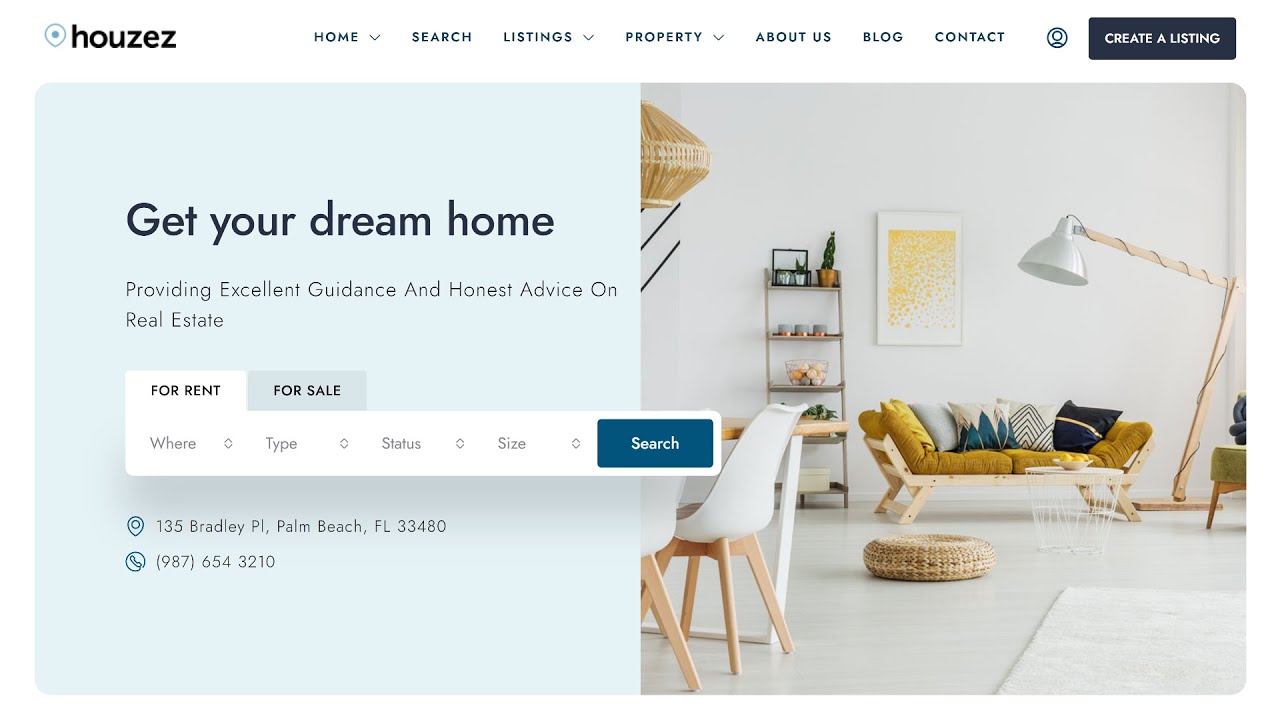 houzez
HOME
SEARCH
LISTINGS
PROPERTY
ABOUT US
BLOG
CONTACT
CREATE A LISTING
Get your dream home
Providing Excellent Guidance And Honest Advice On
Real Estate
FOR RENT
FOR SALE
Where
Type
Status
Size
Search
135 Bradley Pl, Palm Beach, FL 33480
(987) 654 3210